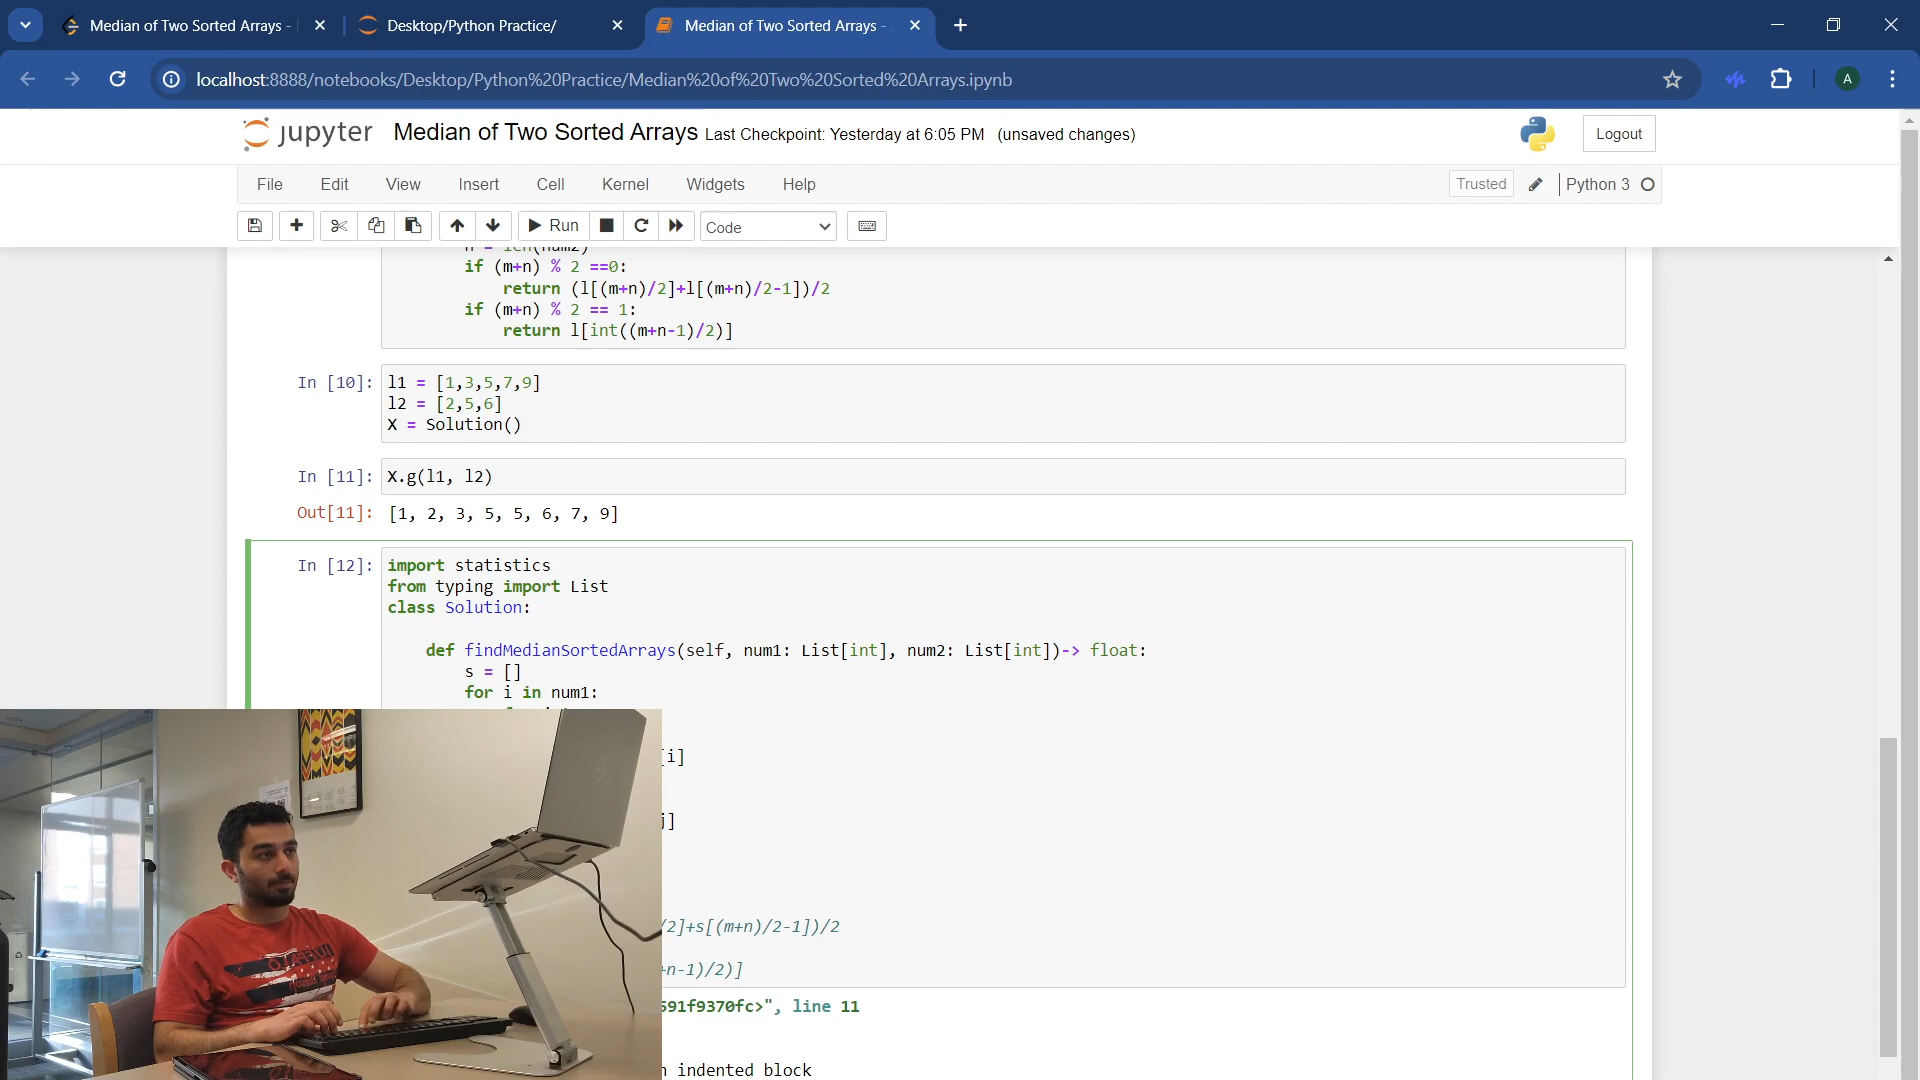 Median of Two Sorted Arrays -
Desktop/Python Practice/
Median of Two Sorted Arrays -
localhost:8888/notebooks/Desktop/Python%20Practice/Median%20of%20Two%20Sorted%20Arrays.ipynb
A
jupyter Median of Two Sorted Arrays Last Checkpoint: Yesterday at 6:05 PM (unsaved changes)
Logout
File Edit View Insert Cell Kernel Widgets Help
Trusted Python 3
Run Code
n = len(num2)
if (m+n) % 2 ==0:
return (l[(m+n)/2]+l[(m+n)/2-1])/2
if (m+n) % 2 == 1:
return l[int((m+n-1)/2)]
In [10]: l1 = [1,3,5,7,9]
l2 = [2,5,6]
X = Solution()
In [11]: X.g(l1, l2)
Out[11]: [1, 2, 3, 5, 5, 6, 7, 9]
In [12]: import statistics
from typing import List
class Solution:
def findMedianSortedArrays(self, num1: List[int], num2: List[int])-> float:
s = []
for i in num1:
[i]
j]
/2]+s[(m+n)/2-1])/2
+n-1)/2)]
591f9370fc>", line 11
indented block